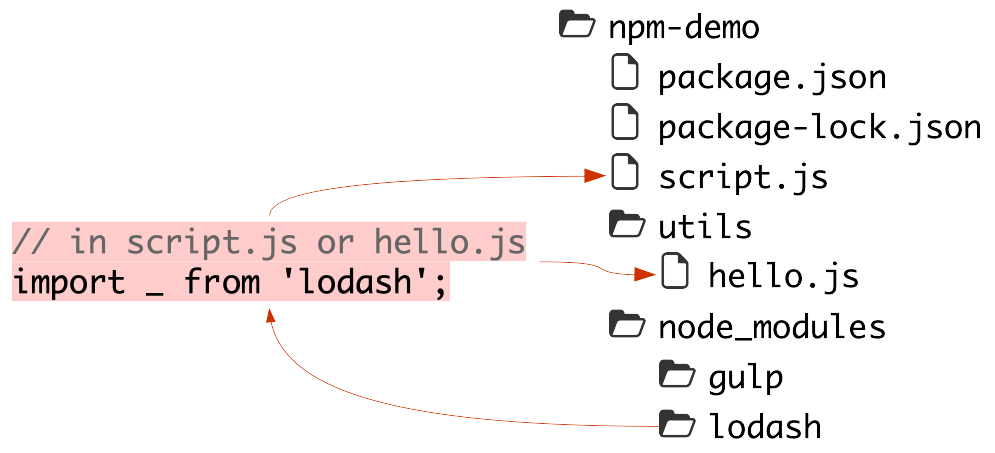 npm-demo
package.json
package-lock.json
script.js
// in script.js or hello.js
import _ from 'lodash';
utils
hello.js
node_modules
gulp
lodash